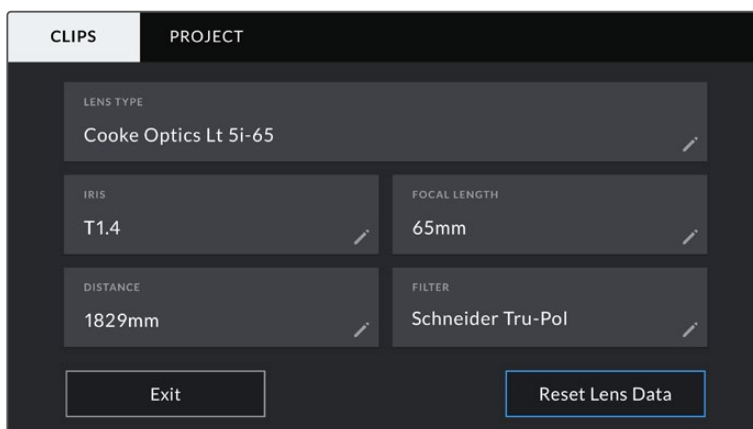 CLIPS PROJECT
LENS TYPE
Cooke Optics Lt 5i-65
IRIS FOCAL LENGTH
T1.4 65mm
DISTANCE FILTER
1829mm Schneider Tru-Pol
Exit Reset Lens Data